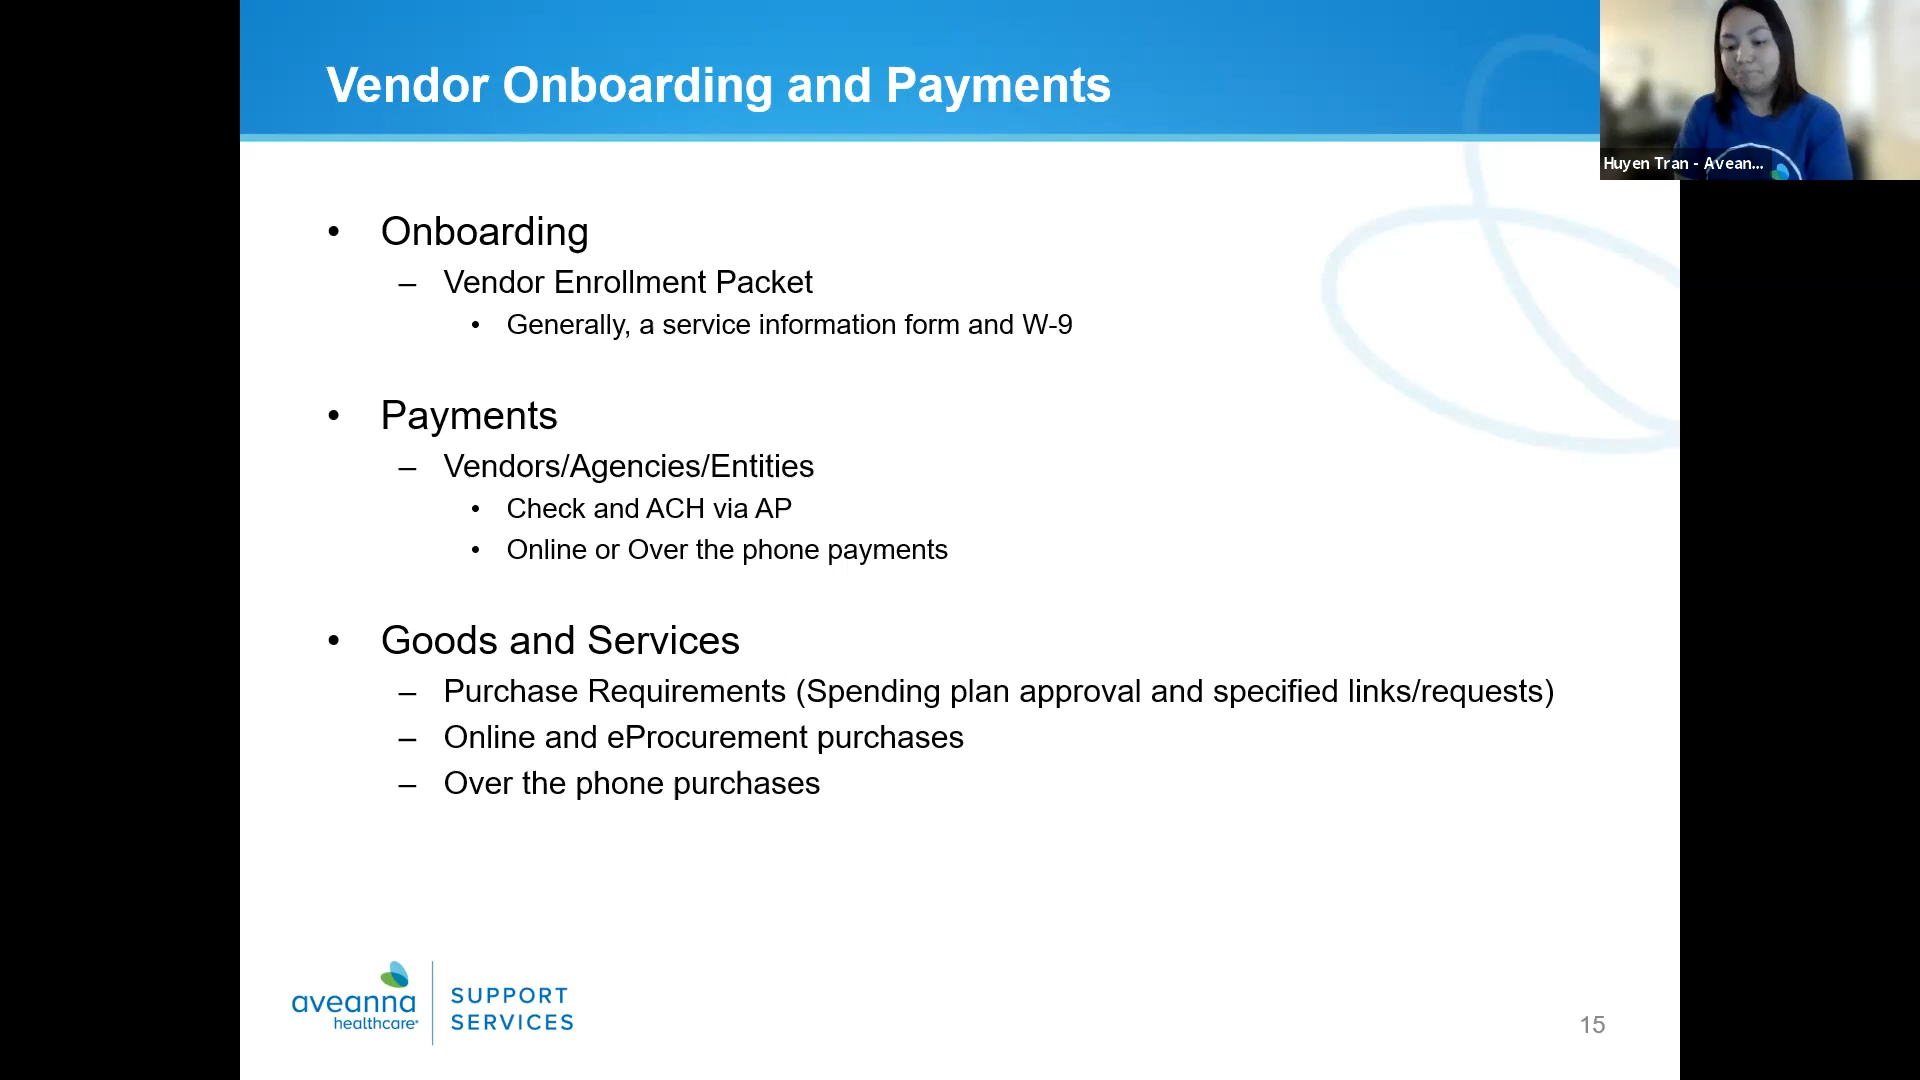 Vendor Onboarding and Payments
Huyen Tran - Avean...
• Onboarding
– Vendor Enrollment Packet
• Generally, a service information form and W-9
• Payments
– Vendors/Agencies/Entities
• Check and ACH via AP
• Online or Over the phone payments
• Goods and Services
– Purchase Requirements (Spending plan approval and specified links/requests)
– Online and eProcurement purchases
– Over the phone purchases
aveanna
healthcare
SUPPORT
SERVICES
15